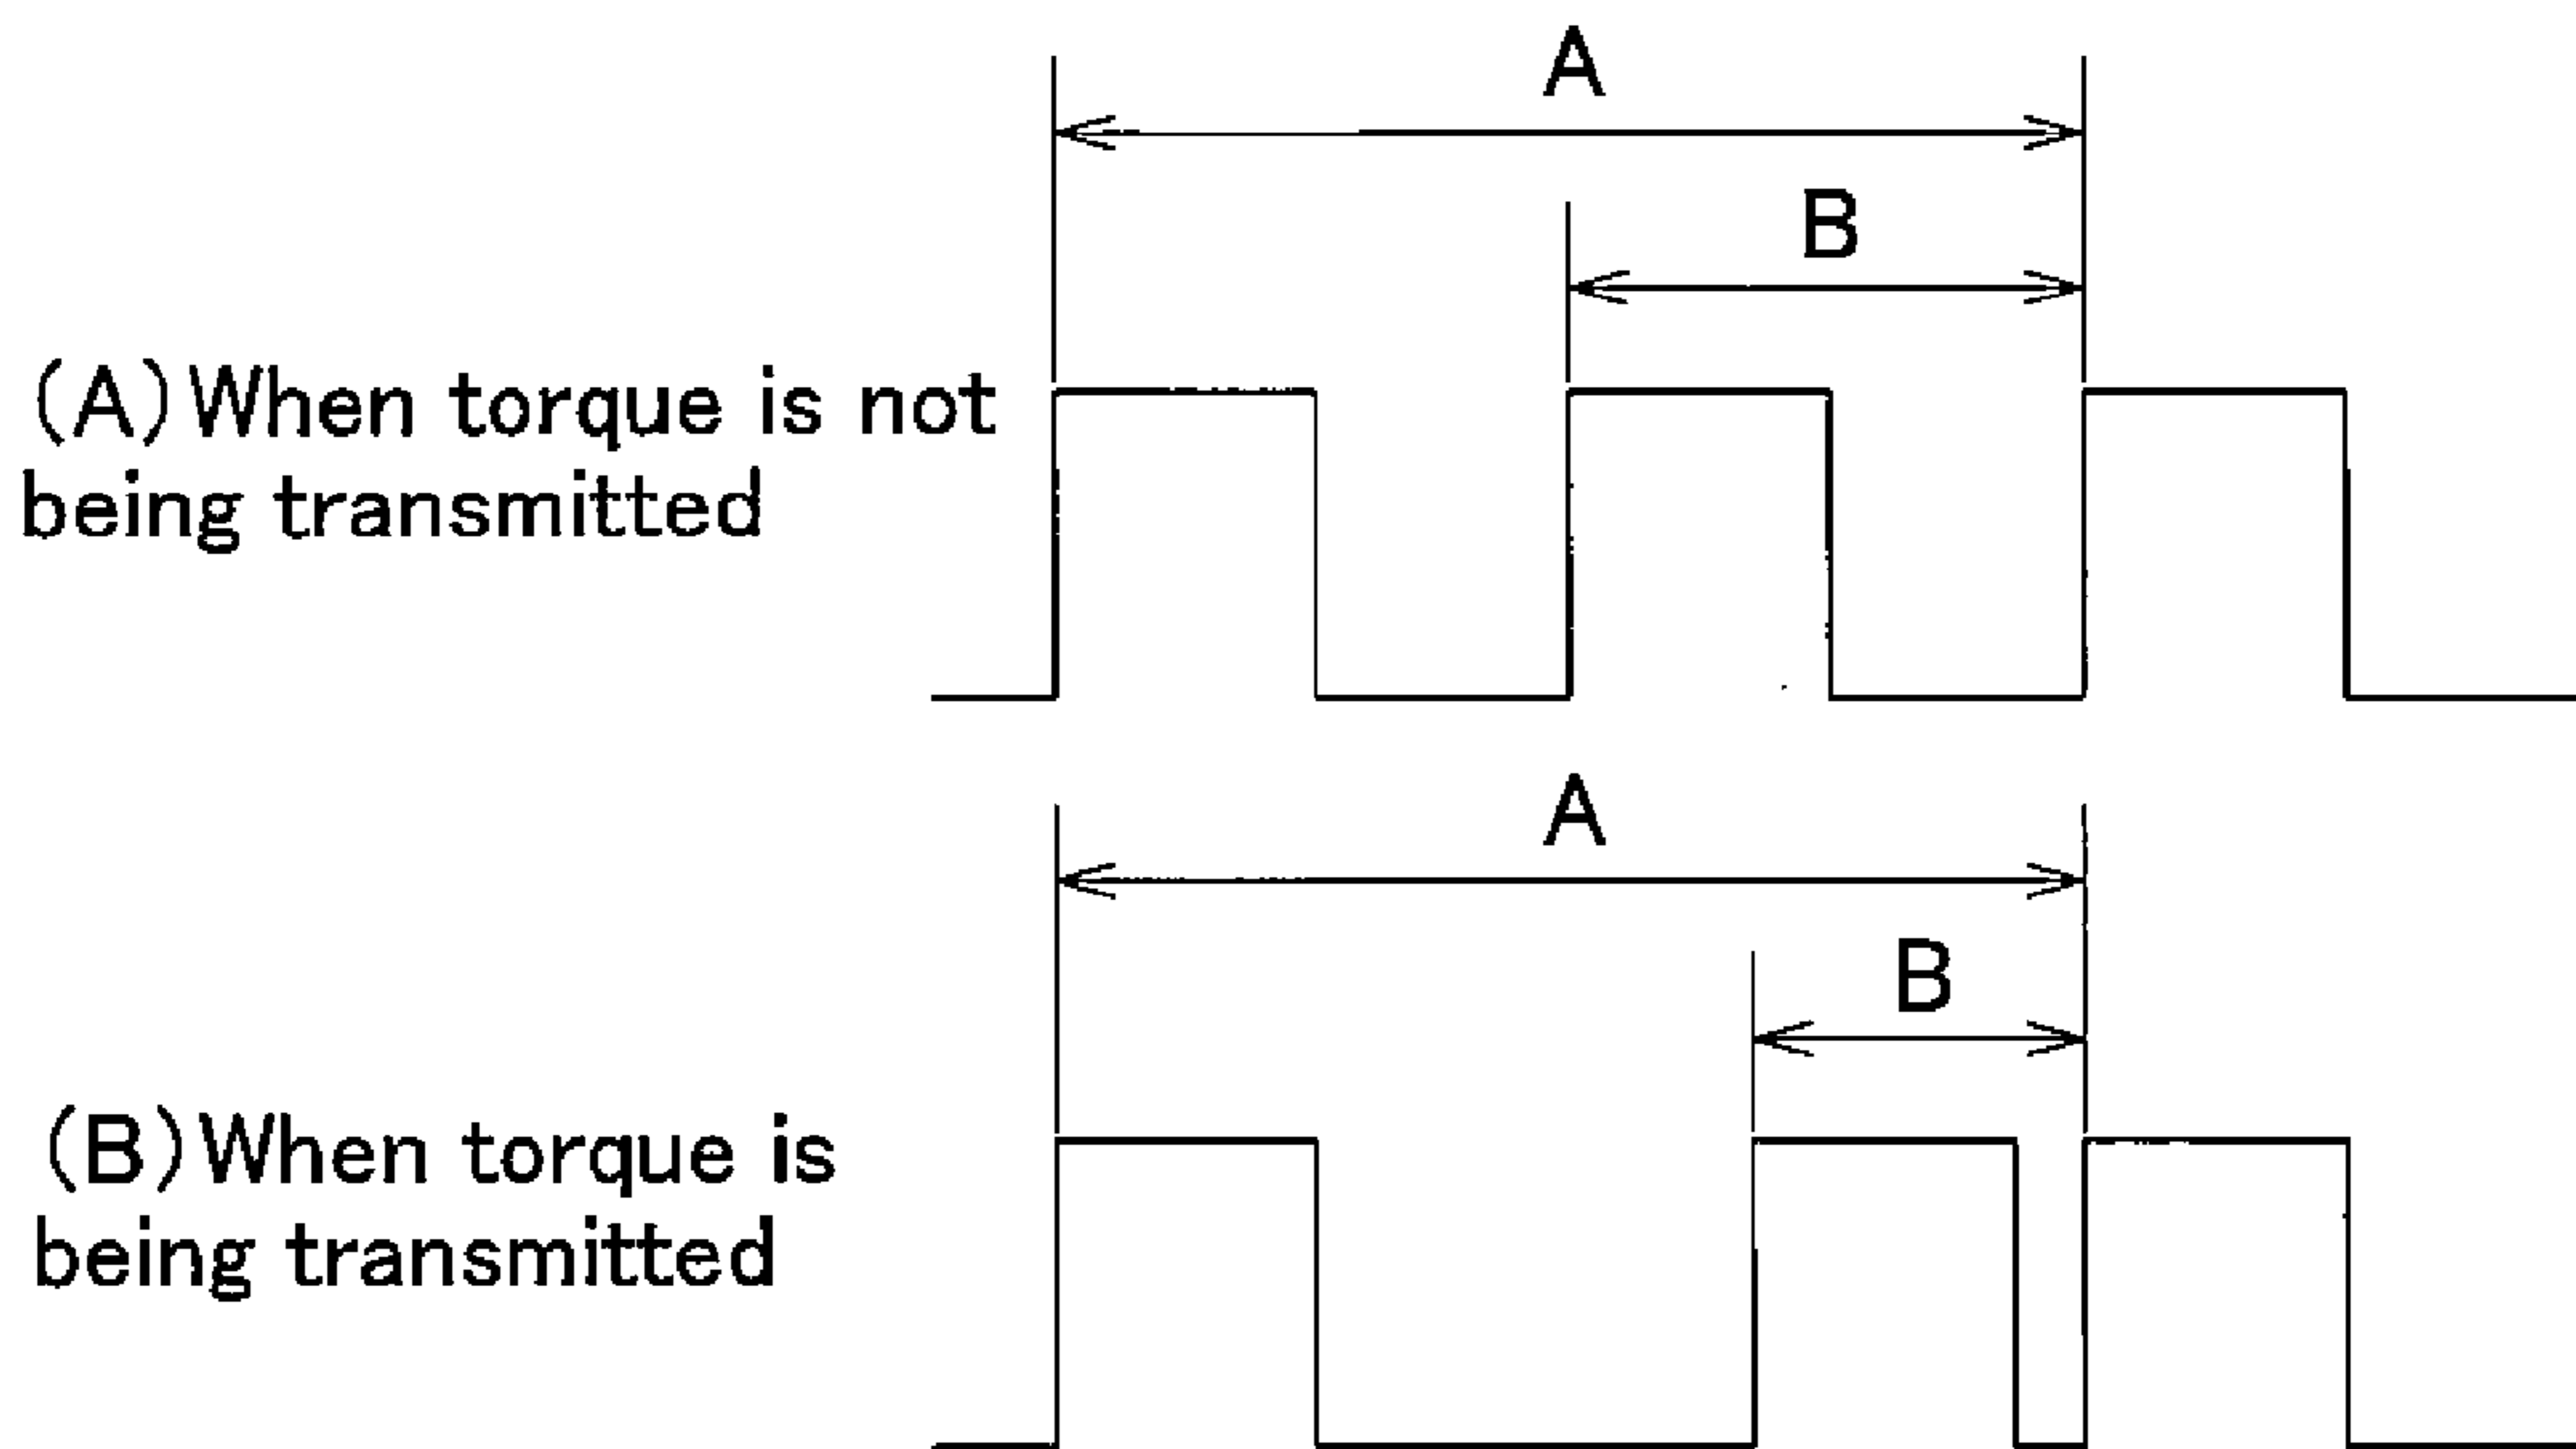 A
B
(A)When torque is not
being transmitted
A
B
(B)When torque is
being transmitted